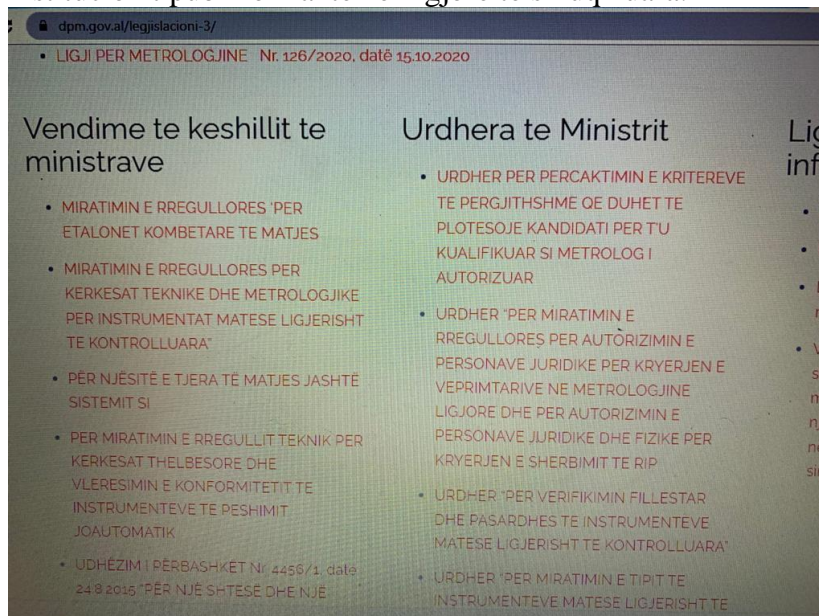 dpm.gov.al/legjislacioni-3/
• LIGJI PER METROLOGJINE Nr. 126/2020, datë 15.10.2020
Vendime te keshillit te
ministrave
• MIRATIMIN E RREGULLORES 'PER
ETALONET KOMBETARE TE MATJES
• MIRATIMIN E RREGULLORES PER
KERKESAT TEKNIKE DHE METROLOGJIKE
PER INSTRUMENTAT MATESE LIGJERISHT
TE KONTROLLUARA"
• PËR NJËSITË E TJERA TË MATJES JASHTË
SISTEMIT SI
• PER MIRATIMIN E RREGULLIT TEKNIK PER
KERKESAT THELBESORE DHE
VLERESIMIN E KONFORMITETIT TE
INSTRUMENTEVE TE PESHIMIT
JOAUTOMATIK
• UDHËZIM I PËRBASHKËT Nr. 4456/1, datë
24.8.2015 "PËR NJË SHTESË DHE NJË
Urdhera te Ministrit
• URDHER PER PERCAKTIMIN E KRITEREVE
TE PERGJITHSHME QE DUHET TE
PLOTESOJE KANDIDATI PER T'U
KUALIFIKUAR SI METROLOG I
AUTORIZUAR
• URDHER "PER MIRATIMIN E
RREGULLORES PER AUTORIZIMIN E
PERSONAVE JURIDIKE PER KRYERJEN E
VEPRIMTARIVE NE METROLOGJINE
LIGJORE DHE PER AUTORIZIMIN E
PERSONAVE JURIDIKE DHE FIZIKE PER
KRYERJEN E SHERBIMIT TE RIP
• URDHER "PER VERIFIKIMIN FILLESTAR
DHE PASARDHES TE INSTRUMENTEVE
MATESE LIGJERISHT TE KONTROLLUARA"
• URDHER "PER MIRATIMIN E TIPIT TE
INSTRUMENTEVE MATESE LIGJERISHT TE